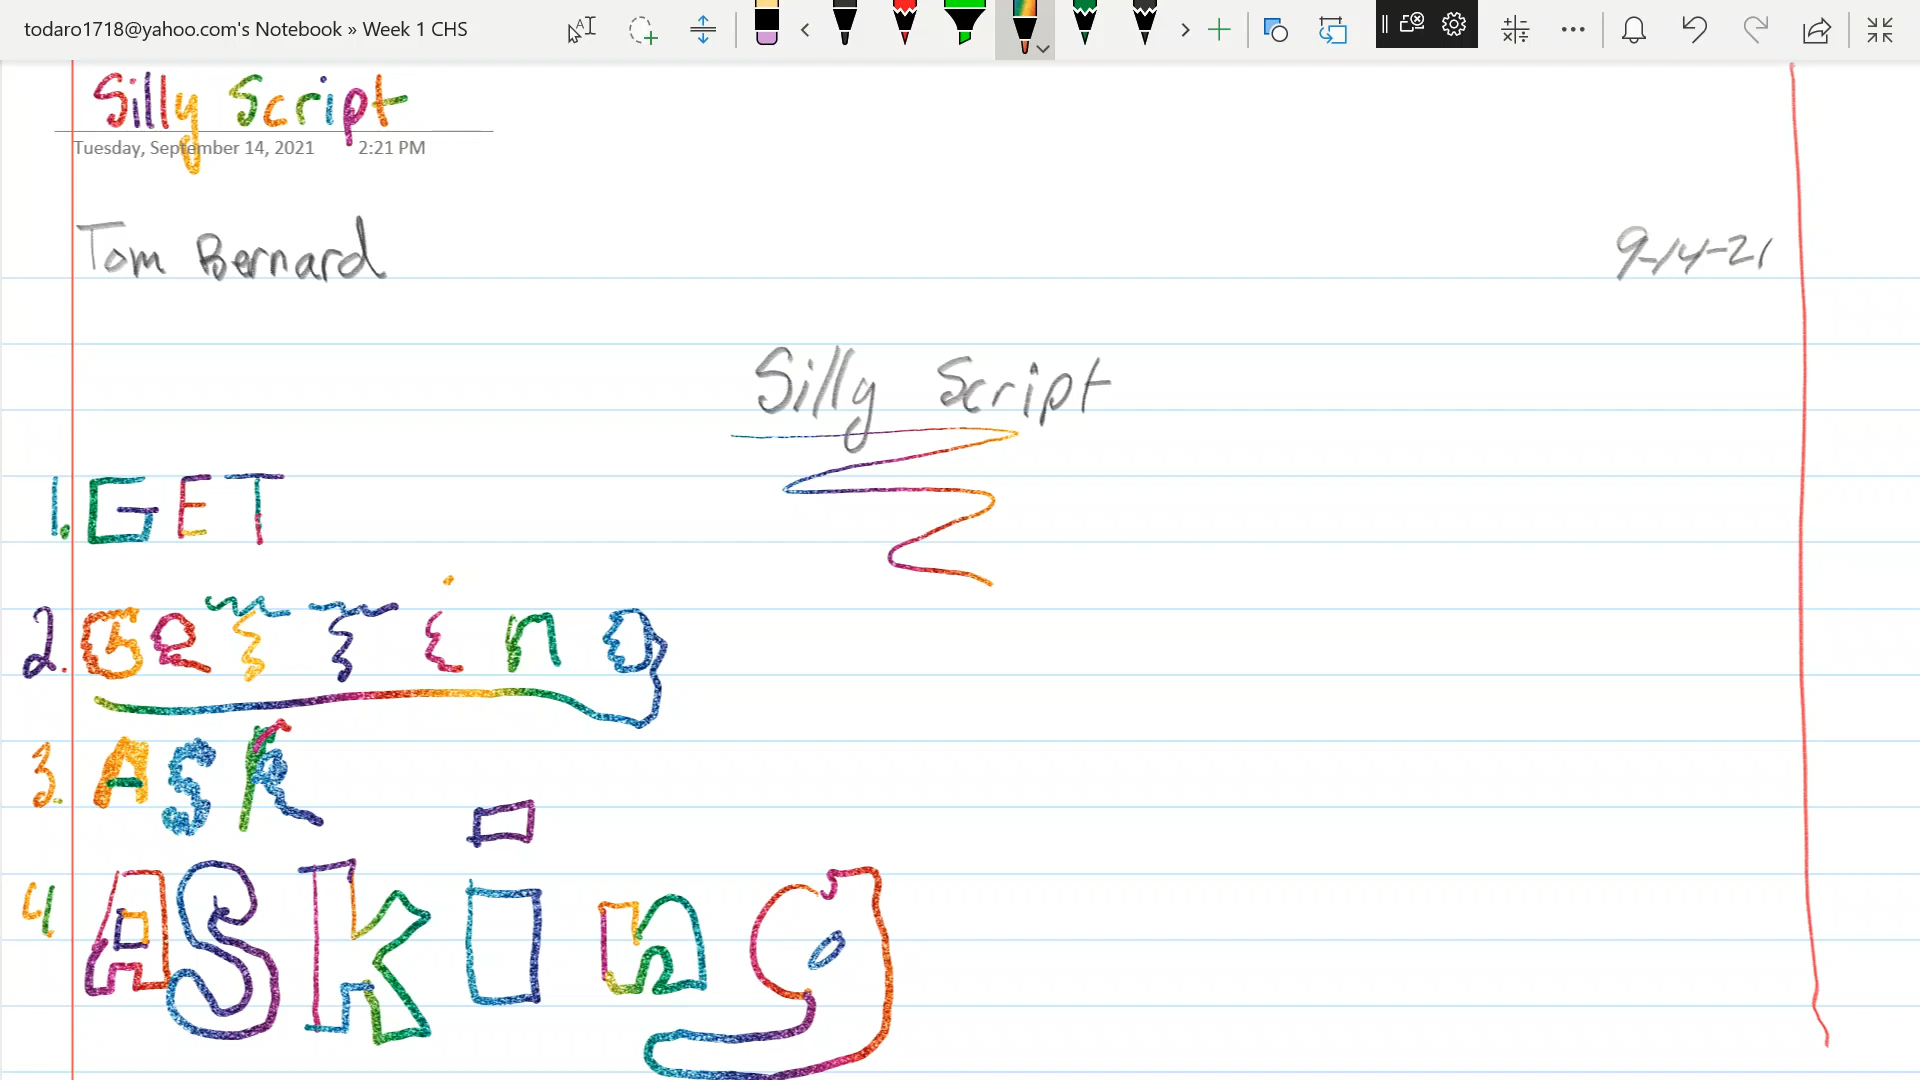 todaro1718@yahoo.com's Notebook » Week 1 CHS
Silly Script
Tuesday, September 14, 2021 2:21 PM
Tom Bernard 9-14-21
Silly Script
1. GET
2. Getting
3. ASK
4 ASKing